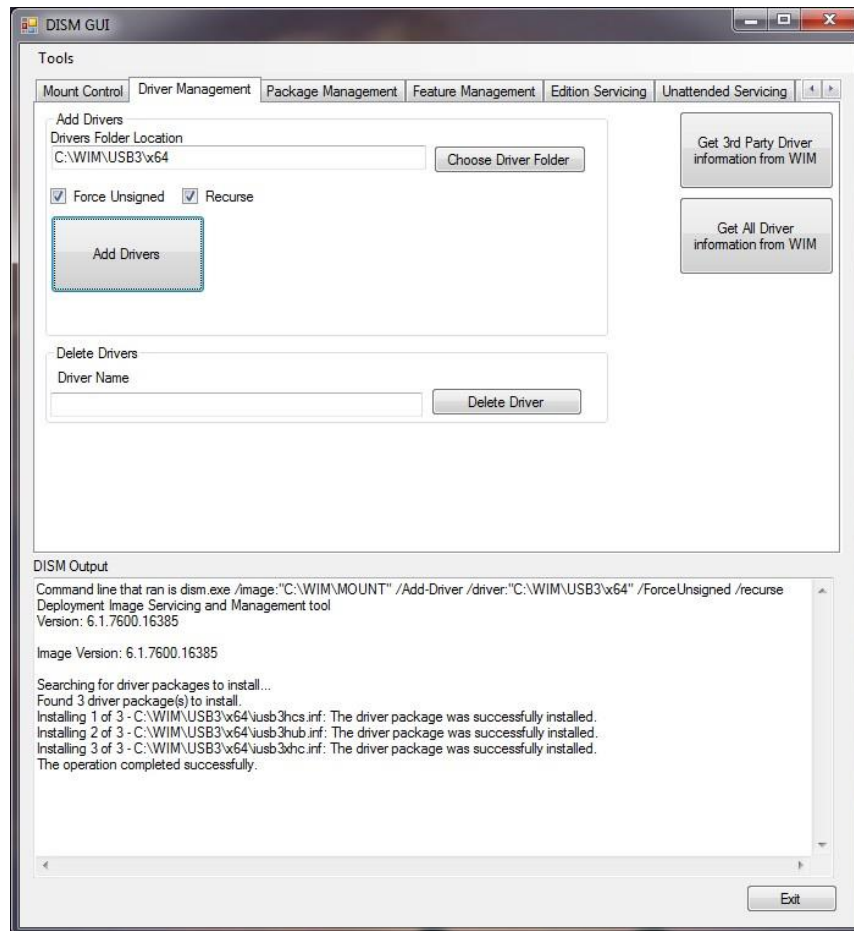 DISM GUI
Tools
Mount Control
Driver Management
Package Management
Feature Management
Edition Servicing
Unattended Servicing
Add Drivers
Drivers Folder Location
C:\WIM\USB3\x64
Choose Driver Folder
Force Unsigned
Recurse
Add Drivers
Get 3rd Party Driver
information from WIM
Get All Driver
information from WIM
Delete Drivers
Driver Name
Delete Driver
DISM Output
Command line that ran is dism.exe /image:"C:\WIM\MOUNT" /Add-Driver /driver:"C:\WIM\USB3\x64" /ForceUnsigned /recurse
Deployment Image Servicing and Management tool
Version: 6.1.7600.16385
Image Version: 6.1.7600.16385
Searching for driver packages to install...
Found 3 driver package(s) to install.
Installing 1 of 3 - C:\WIM\USB3\x64\iusb3hcs.inf: The driver package was successfully installed.
Installing 2 of 3 - C:\WIM\USB3\x64\iusb3hub.inf: The driver package was successfully installed.
Installing 3 of 3 - C:\WIM\USB3\x64\iusb3xhc.inf: The driver package was successfully installed.
The operation completed successfully.
Exit